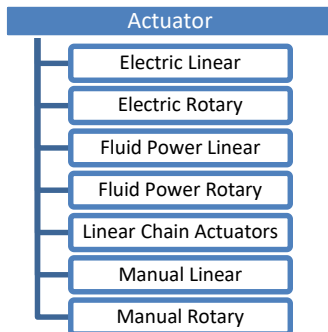 Actuator
Electric Linear
Electric Rotary
Fluid Power Linear
Fluid Power Rotary
Linear Chain Actuators
Manual Linear
Manual Rotary